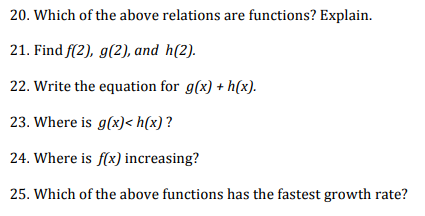 20. Which of the above relations are functions? Explain.
21. Find f(2), g(2), and h(2).
22. Write the equation for g(x) + h(x).
23. Where is g(x)< h(x) ?
24. Where is f(x) increasing?
25. Which of the above functions has the fastest growth rate?